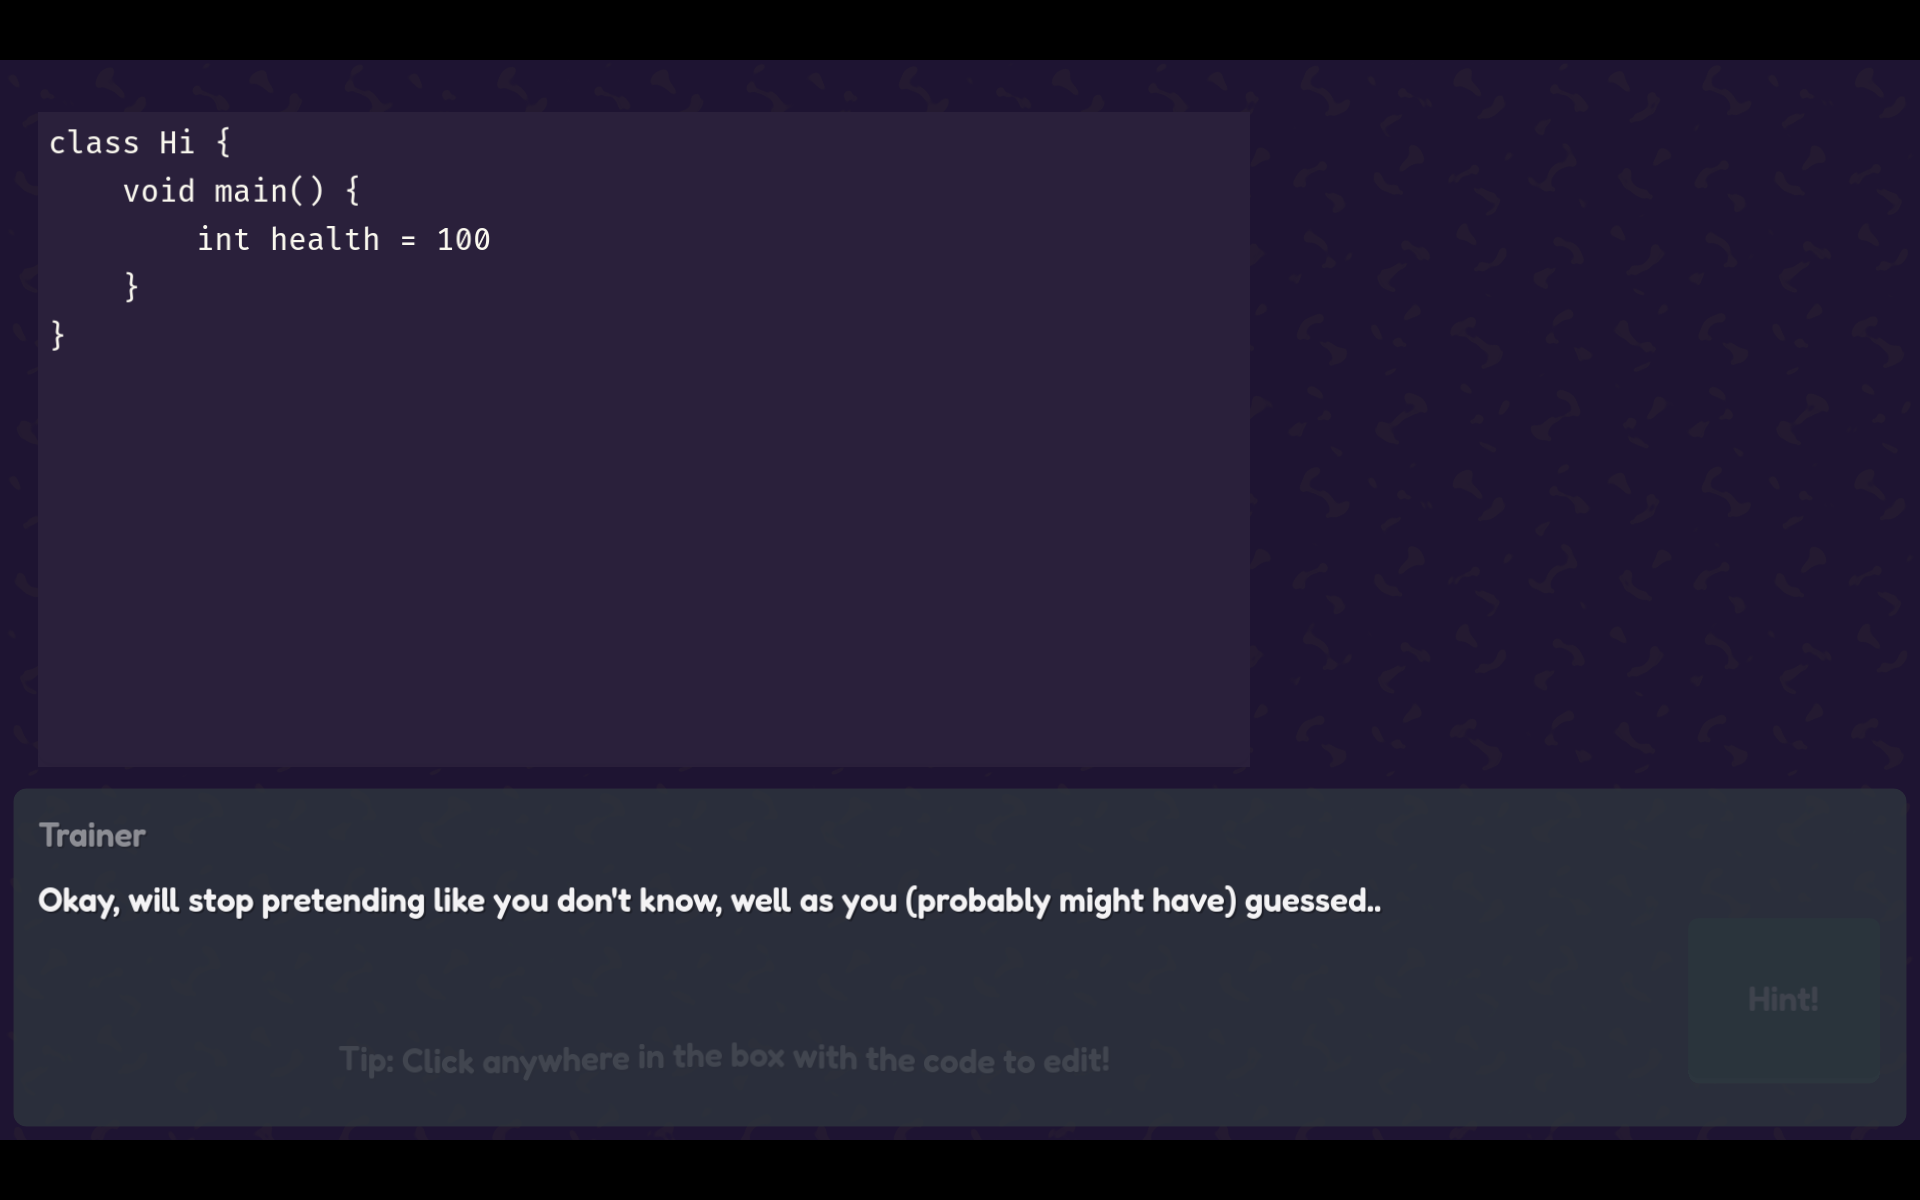 class Hi {
    void main() {
        int health = 100
    }
}
Trainer
Okay, will stop pretending like you don't know, well as you (probably might have) guessed..
Hint!
Tip: Click anywhere in the box with the code to edit!